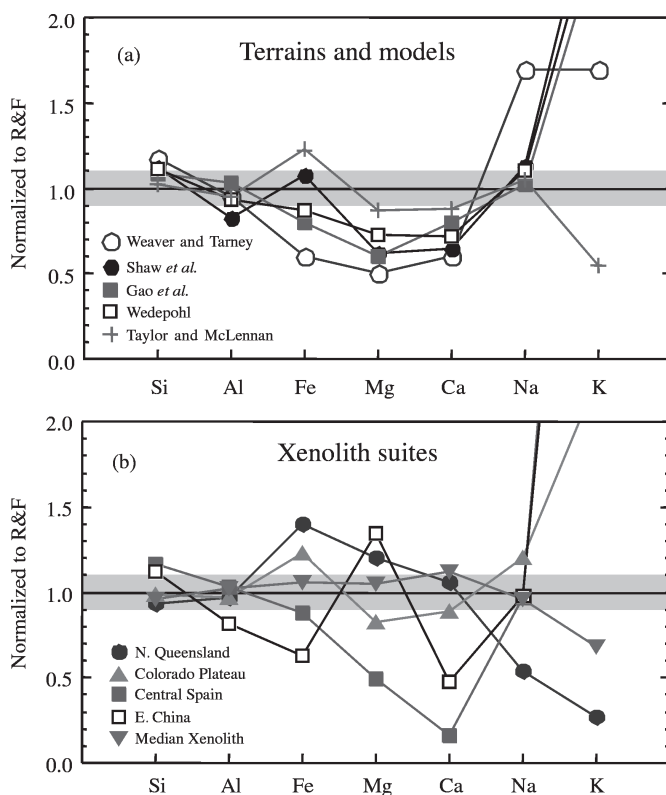 2.0
(a)
Terrains and models
1.5
1.0
0.5
0.0
Normalized to R&F
Weaver and Tarney
Shaw et al.
Gao et al.
Wedepohl
Taylor and McLennan
Si Al Fe Mg Ca Na K
2.0
(b)
Xenolith suites
1.5
1.0
0.5
0.0
Normalized to R&F
N. Queensland
Colorado Plateau
Central Spain
E. China
Median Xenolith
Si Al Fe Mg Ca Na K